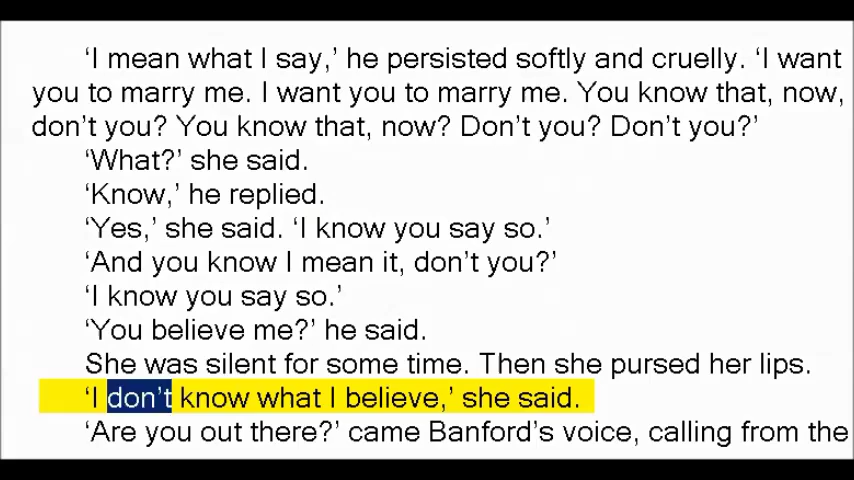 ‘I mean what I say,’ he persisted softly and cruelly. ‘I want
you to marry me. I want you to marry me. You know that, now,
don’t you? You know that, now? Don’t you? Don’t you?’
‘What?’ she said.
‘Know,’ he replied.
‘Yes,’ she said. ‘I know you say so.’
‘And you know I mean it, don’t you?’
‘I know you say so.’
‘You believe me?’ he said.
She was silent for some time. Then she pursed her lips.
‘I don’t know what I believe,’ she said.
‘Are you out there?’ came Banford’s voice, calling from the